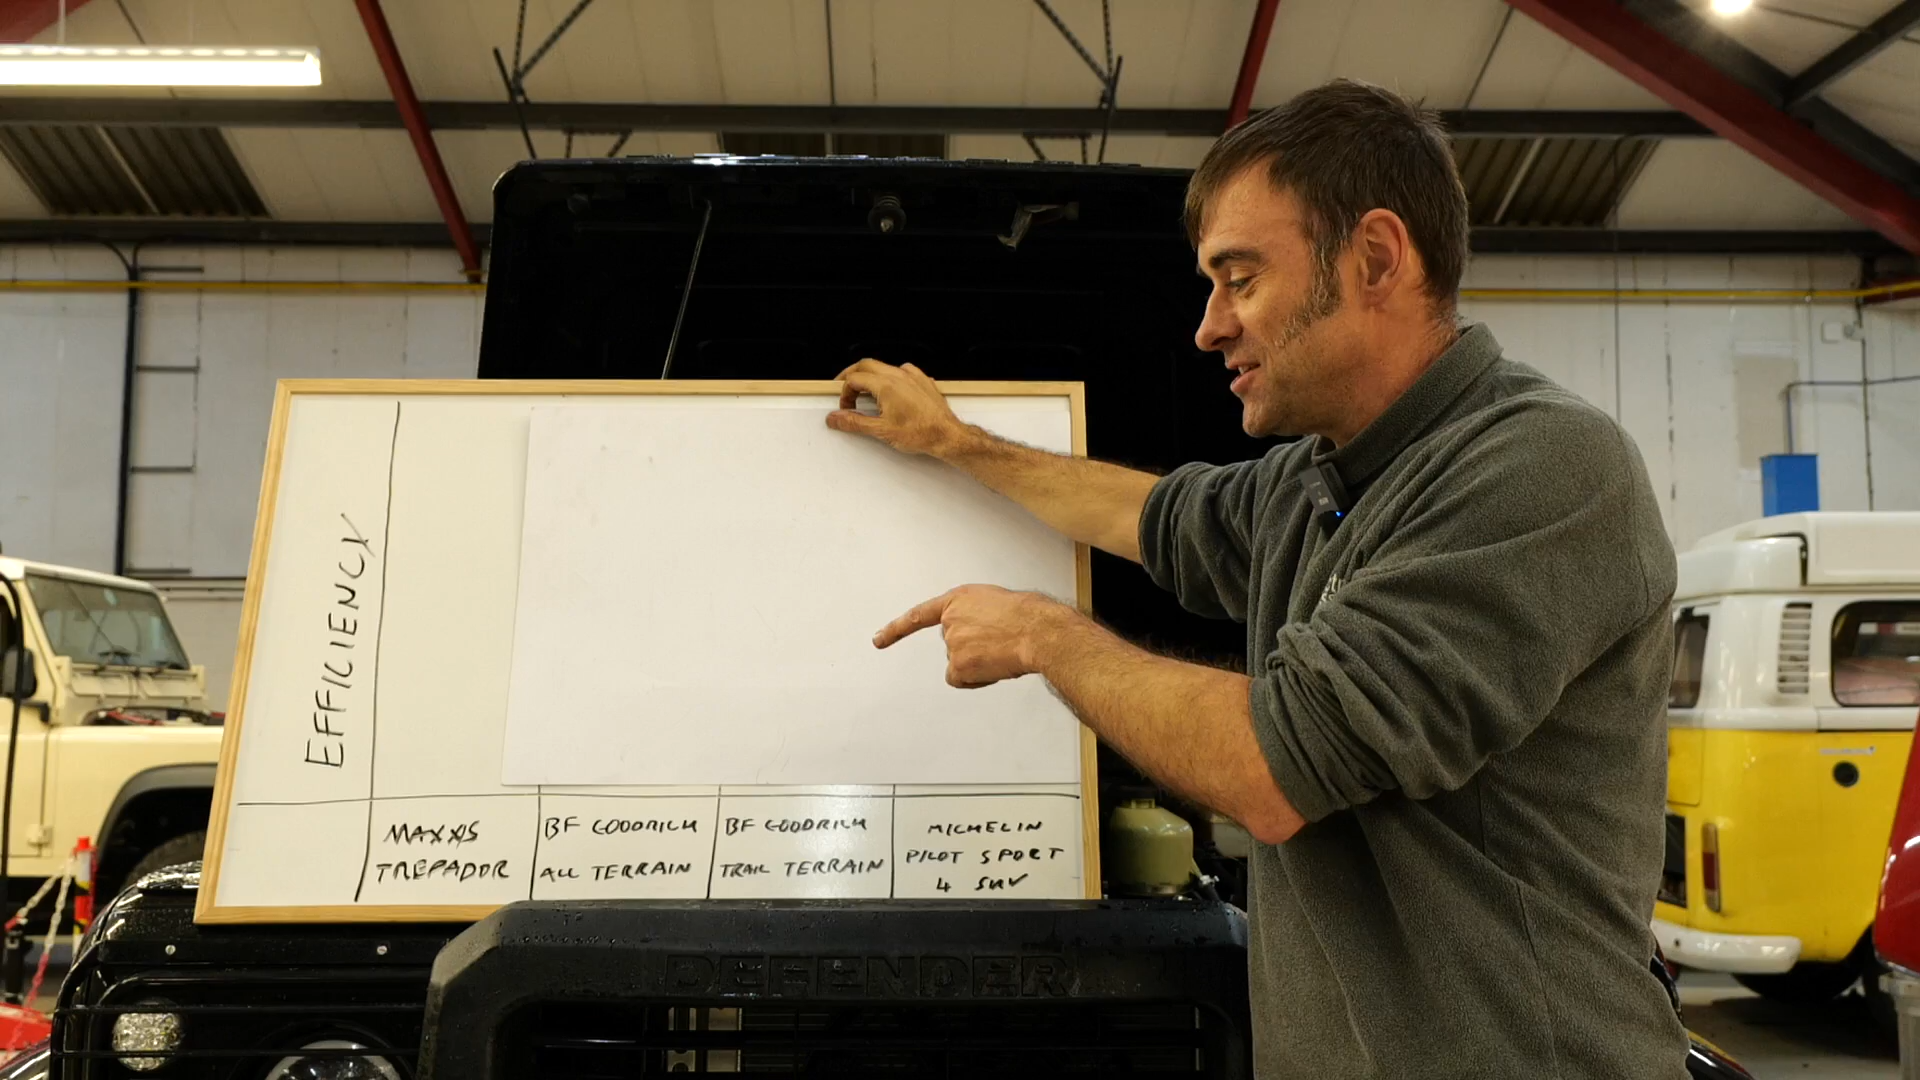 EFFICIENCY
MAXXIS
TREPADOR
BF GOODRICH
ALL TERRAIN
BF GOODRICH
TRAIL TERRAIN
MICHELIN
PILOT SPORT
4 SUV
DEFENDER